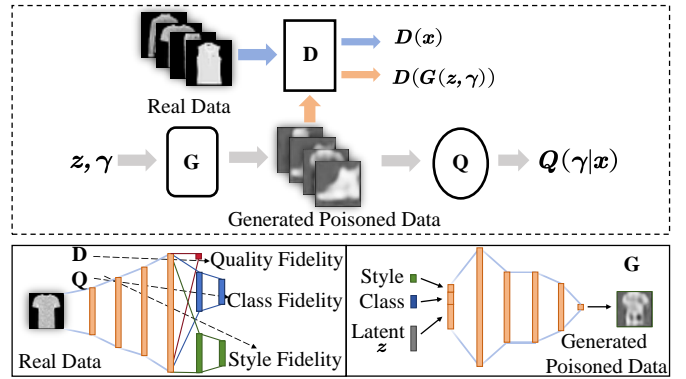 D
D(x)
D(G(z, γ))
Real Data
z, γ
G
Q
Q(γ|x)
Generated Poisoned Data
D
Quality Fidelity
Q
Class Fidelity
Style Fidelity
Real Data
G
Style
Class
Latent
z
Generated
Poisoned Data